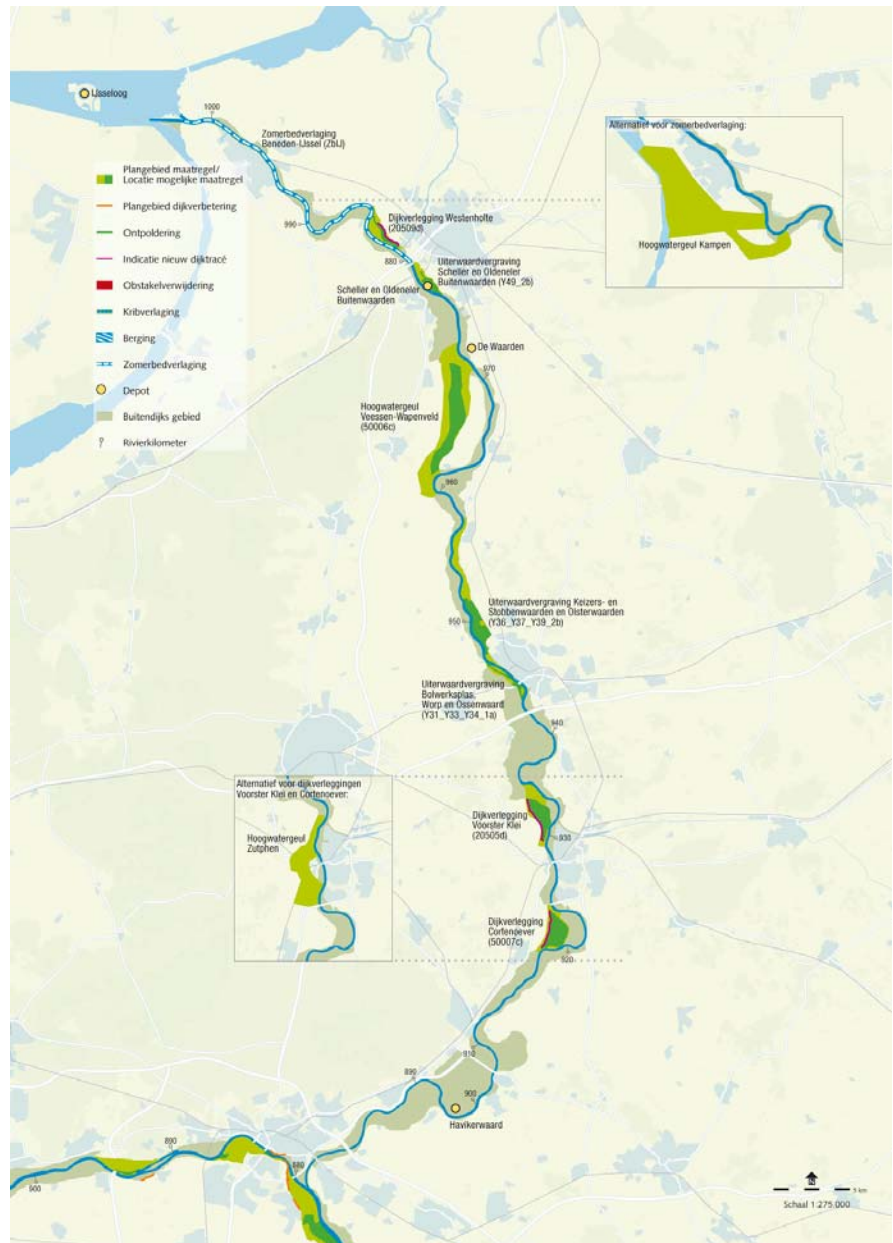 IJsseloog
1000
Zomerbedverlaging
Beneden-IJssel (ZbIJ)
Alternatief voor zomerbedverlaging:
Hoogwatergeul Kampen
Plangebied maatregel/
Locatie mogelijke maatregel
Plangebied dijkverbetering
Ontpoldering
Indicatie nieuw dijktracé
Obstakelverwijdering
Kribverlaging
Berging
Zomerbedverlaging
Depot
Buitendijks gebied
Rivierkilometer
990
Dijkverlegging Westenholte
(20509d)
880
Uiterwaardvergraving
Scheller en Oldeneler
Buitenwaarden (Y49_2b)
Scheller en Oldeneler
Buitenwaarden
De Waarden
970
Hoogwatergeul
Veessen-Wapenveld
(50006c)
960
Uiterwaardvergraving Keizers- en
Stobbenwaarden en Olsterwaarden
(Y36_Y37_Y39_2b)
950
Uiterwaardvergraving
Bolwerksplas,
Worp en Ossenwaard
(Y31_Y33_Y34_1a)
940
Alternatief voor dijkverleggingen
Voorster Klei en Cortenoever:
Hoogwatergeul
Zutphen
Dijkverlegging
Voorster Klei
(20505d)
930
Dijkverlegging
Cortenoever
(50007c)
920
910
890
900
Havikerwaard
890
880
900
N
5 km
Schaal 1:275 000